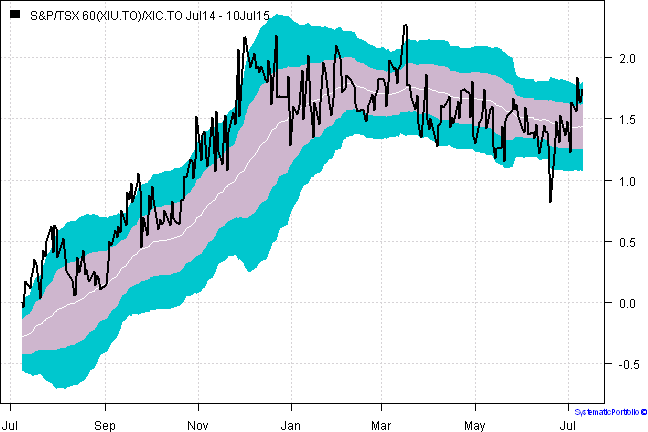 S&P/TSX 60(XIU.TO)/XIC.TO Jul14 - 10Jul15
2.0
1.5
1.0
0.5
0.0
-0.5
Jul Sep Nov Jan Mar May Jul
SystematicPortfolio ©